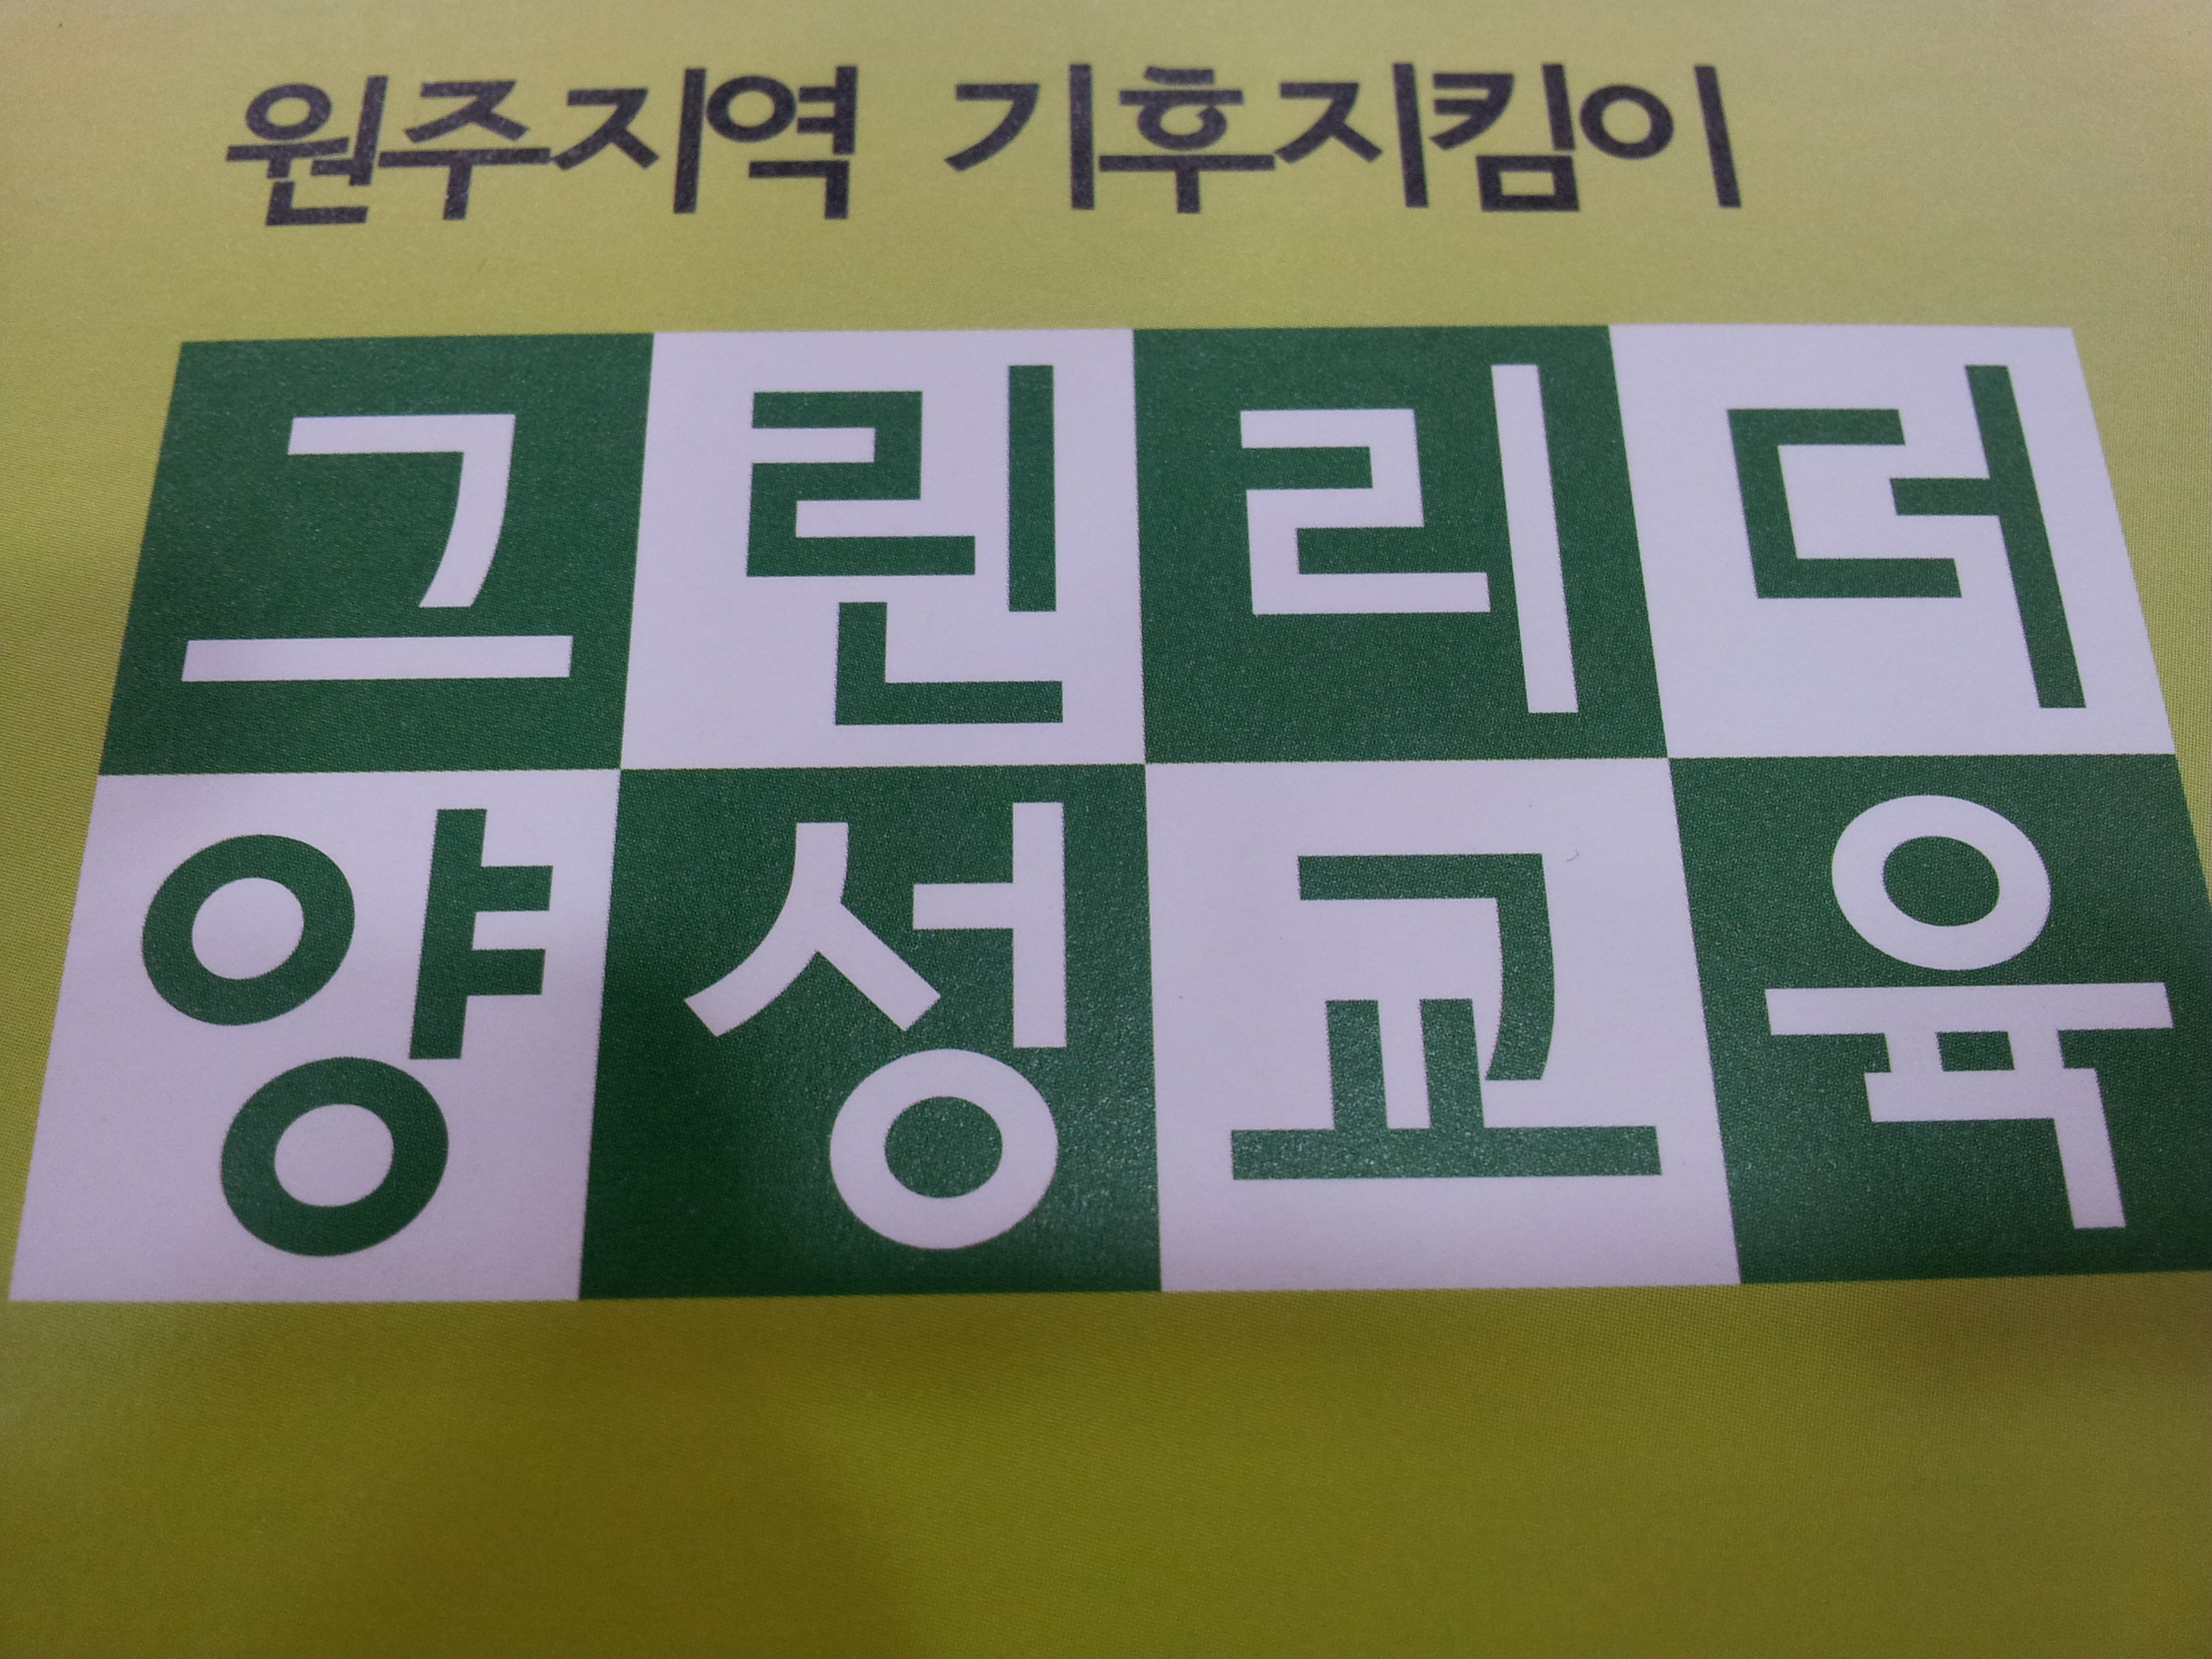 원주지역 기후지킴이
그린리더
양성교육